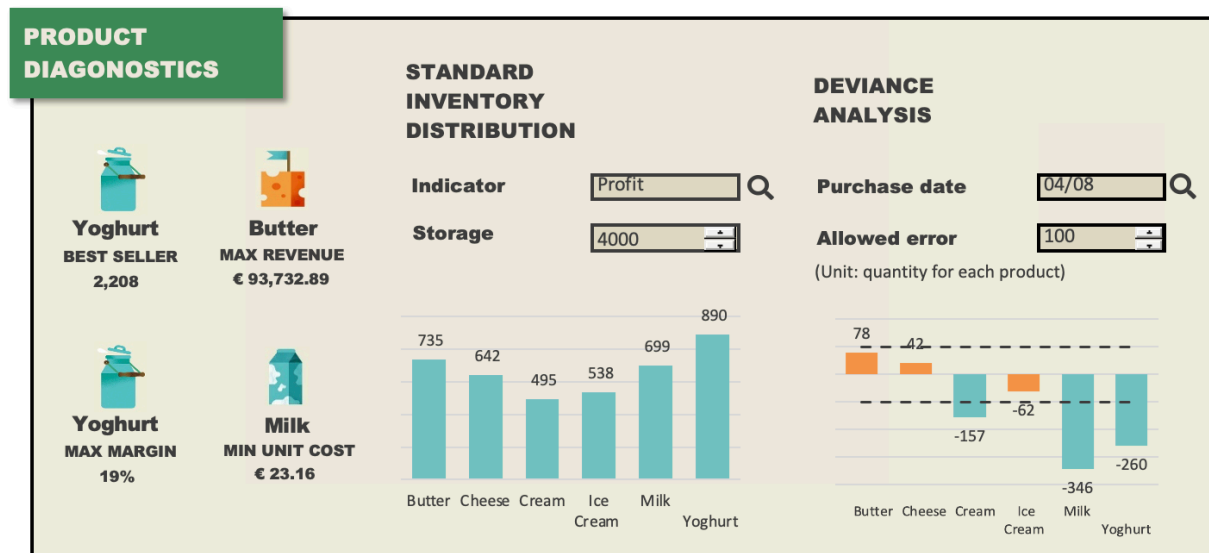 PRODUCT
DIAGONOSTICS
Yoghurt
BEST SELLER
2,208
Butter
MAX REVENUE
€ 93,732.89
Yoghurt
MAX MARGIN
19%
Milk
MIN UNIT COST
€ 23.16
STANDARD
INVENTORY
DISTRIBUTION
Indicator Profit
Storage 4000
735 642 495 538 699 890
Butter Cheese Cream Ice Cream Milk Yoghurt
DEVIANCE
ANALYSIS
Purchase date 04/08
Allowed error 100
(Unit: quantity for each product)
78 42 -157 -62 -346 -260
Butter Cheese Cream Ice Cream Milk Yoghurt